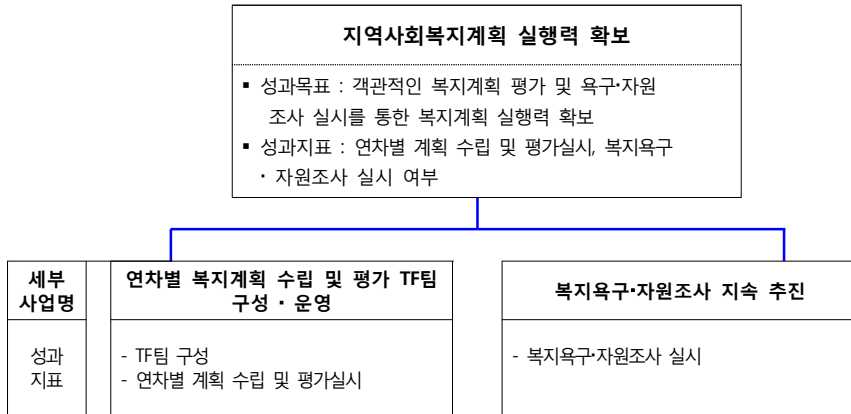 지역사회복지계획 실행력 확보
▪ 성과목표 : 객관적인 복지계획 평가 및 욕구·자원
조사 실시를 통한 복지계획 실행력 확보
▪ 성과지표 : 연차별 계획 수립 및 평가실시, 복지욕구
· 자원조사 실시 여부
세부
사업명
연차별 복지계획 수립 및 평가 TF팀
구성 · 운영
복지욕구·자원조사 지속 추진
성과
지표
- TF팀 구성
- 연차별 계획 수립 및 평가실시
- 복지욕구·자원조사 실시